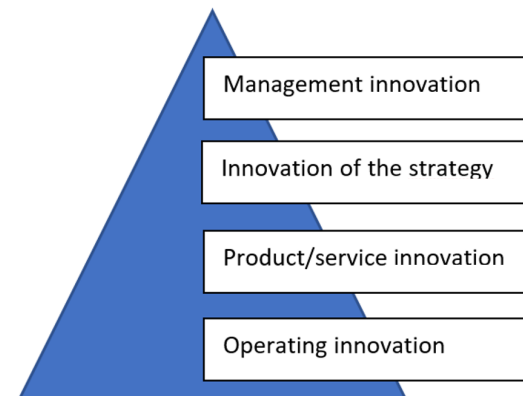 Management innovation
Innovation of the strategy
Product/service innovation
Operating innovation